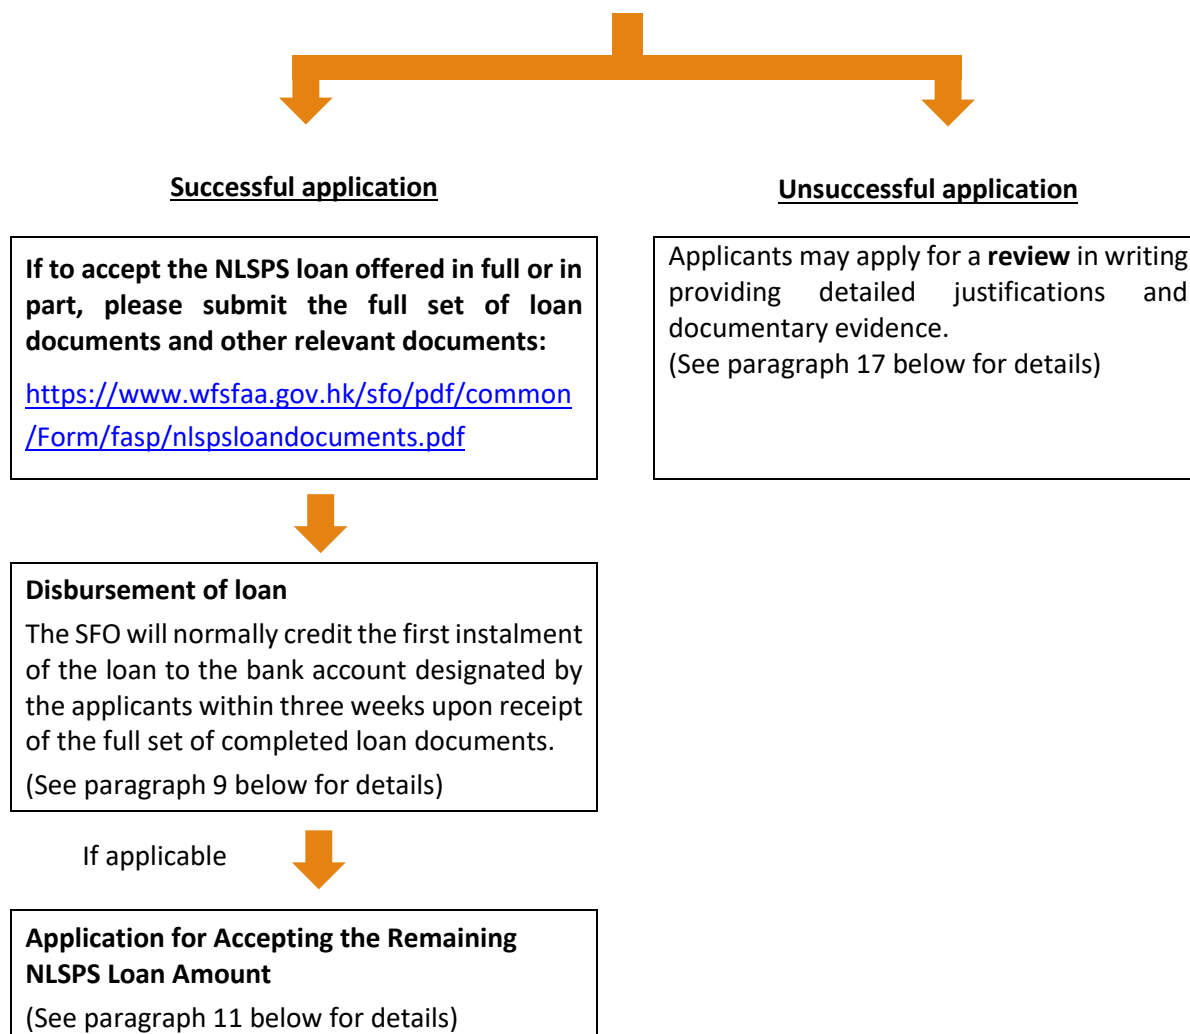 Successful application
If to accept the NLSPS loan offered in full or in
part, please submit the full set of loan
documents and other relevant documents:
https://www.wfsfaa.gov.hk/sfo/pdf/common
/Form/fasp/nlspsloandocuments.pdf
Disbursement of loan
The SFO will normally credit the first instalment
of the loan to the bank account designated by
the applicants within three weeks upon receipt
of the full set of completed loan documents.
(See paragraph 9 below for details)
If applicable
Application for Accepting the Remaining
NLSPS Loan Amount
(See paragraph 11 below for details)
Unsuccessful application
Applicants may apply for a review in writing
providing detailed justifications and
documentary evidence.
(See paragraph 17 below for details)